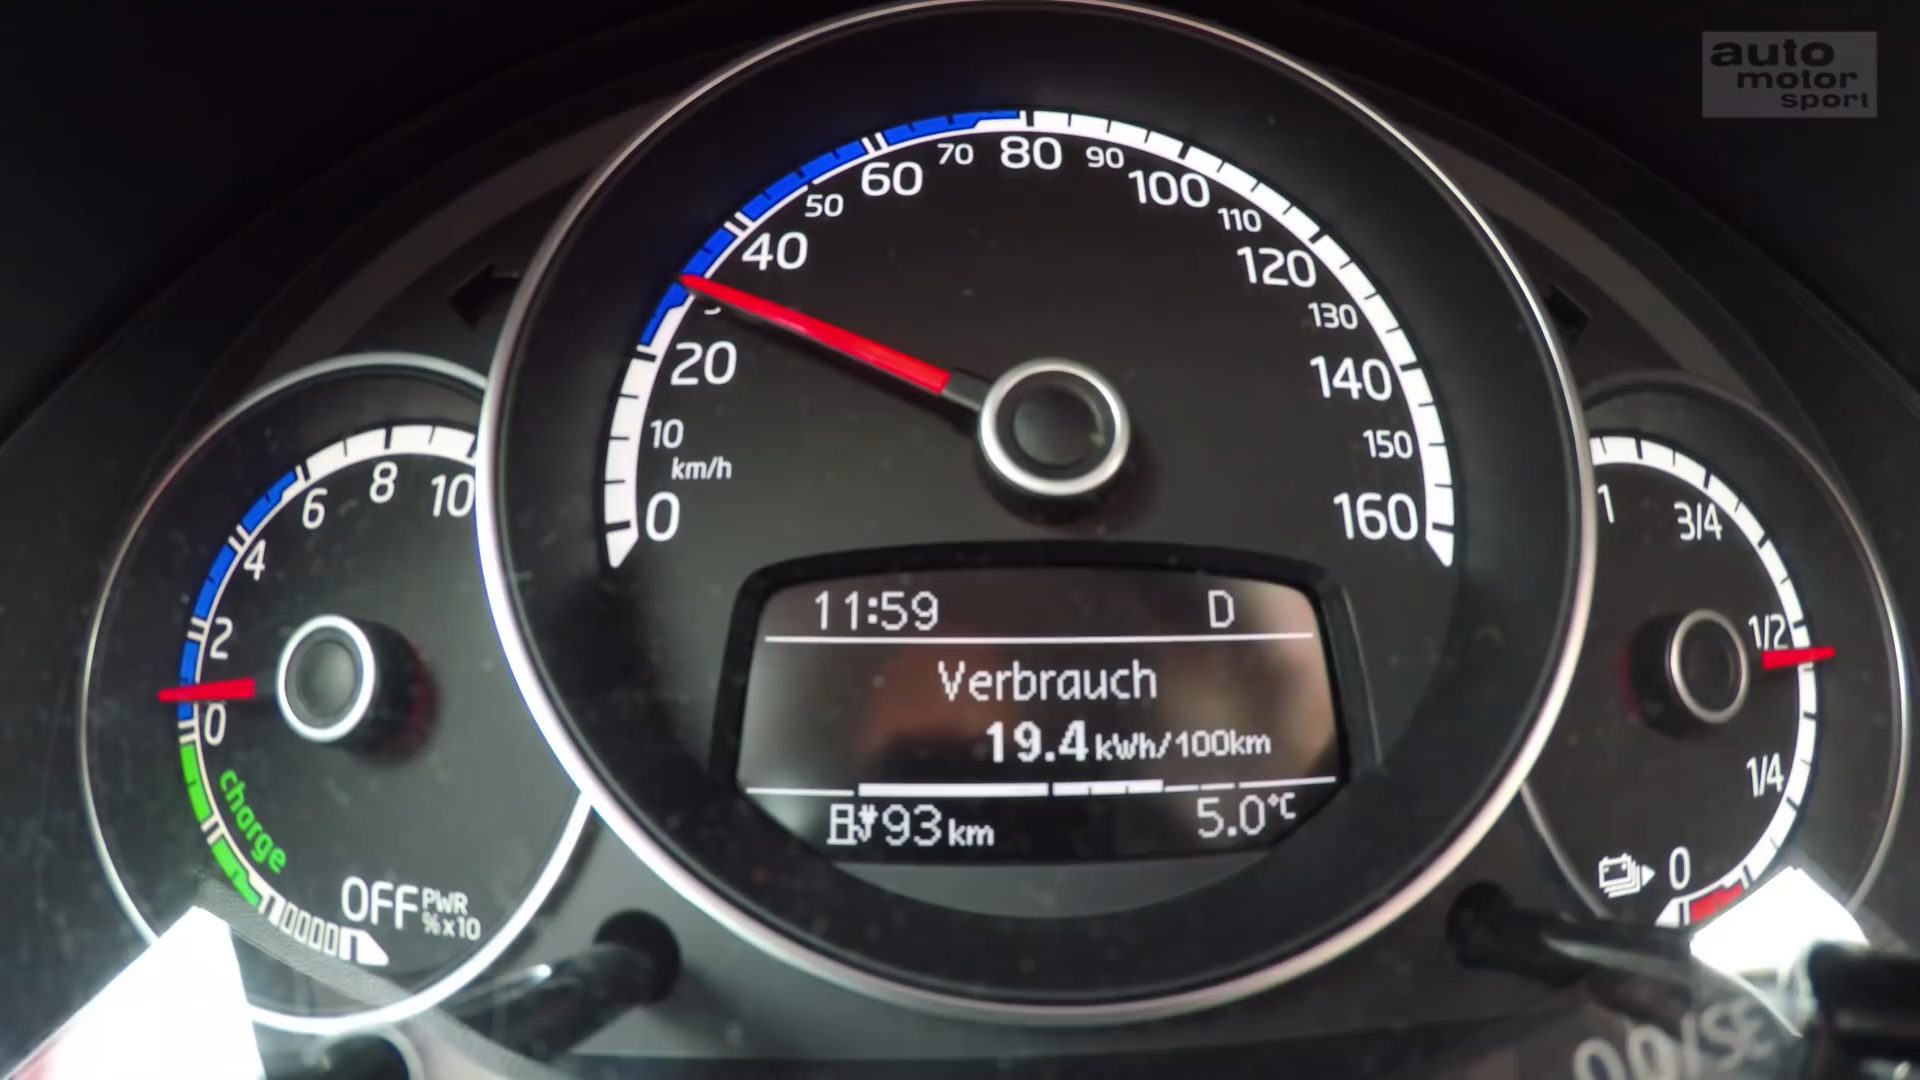 auto
motor
sport
0
10
20
40
50
60
70
80
90
100
110
120
130
140
150
160
km/h
0
2
4
6
8
10
charge
OFF
PWR
%x10
1
3/4
1/2
1/4
0
11:59 D
Verbrauch
19.4 kWh/100km
93 km 5.0°C